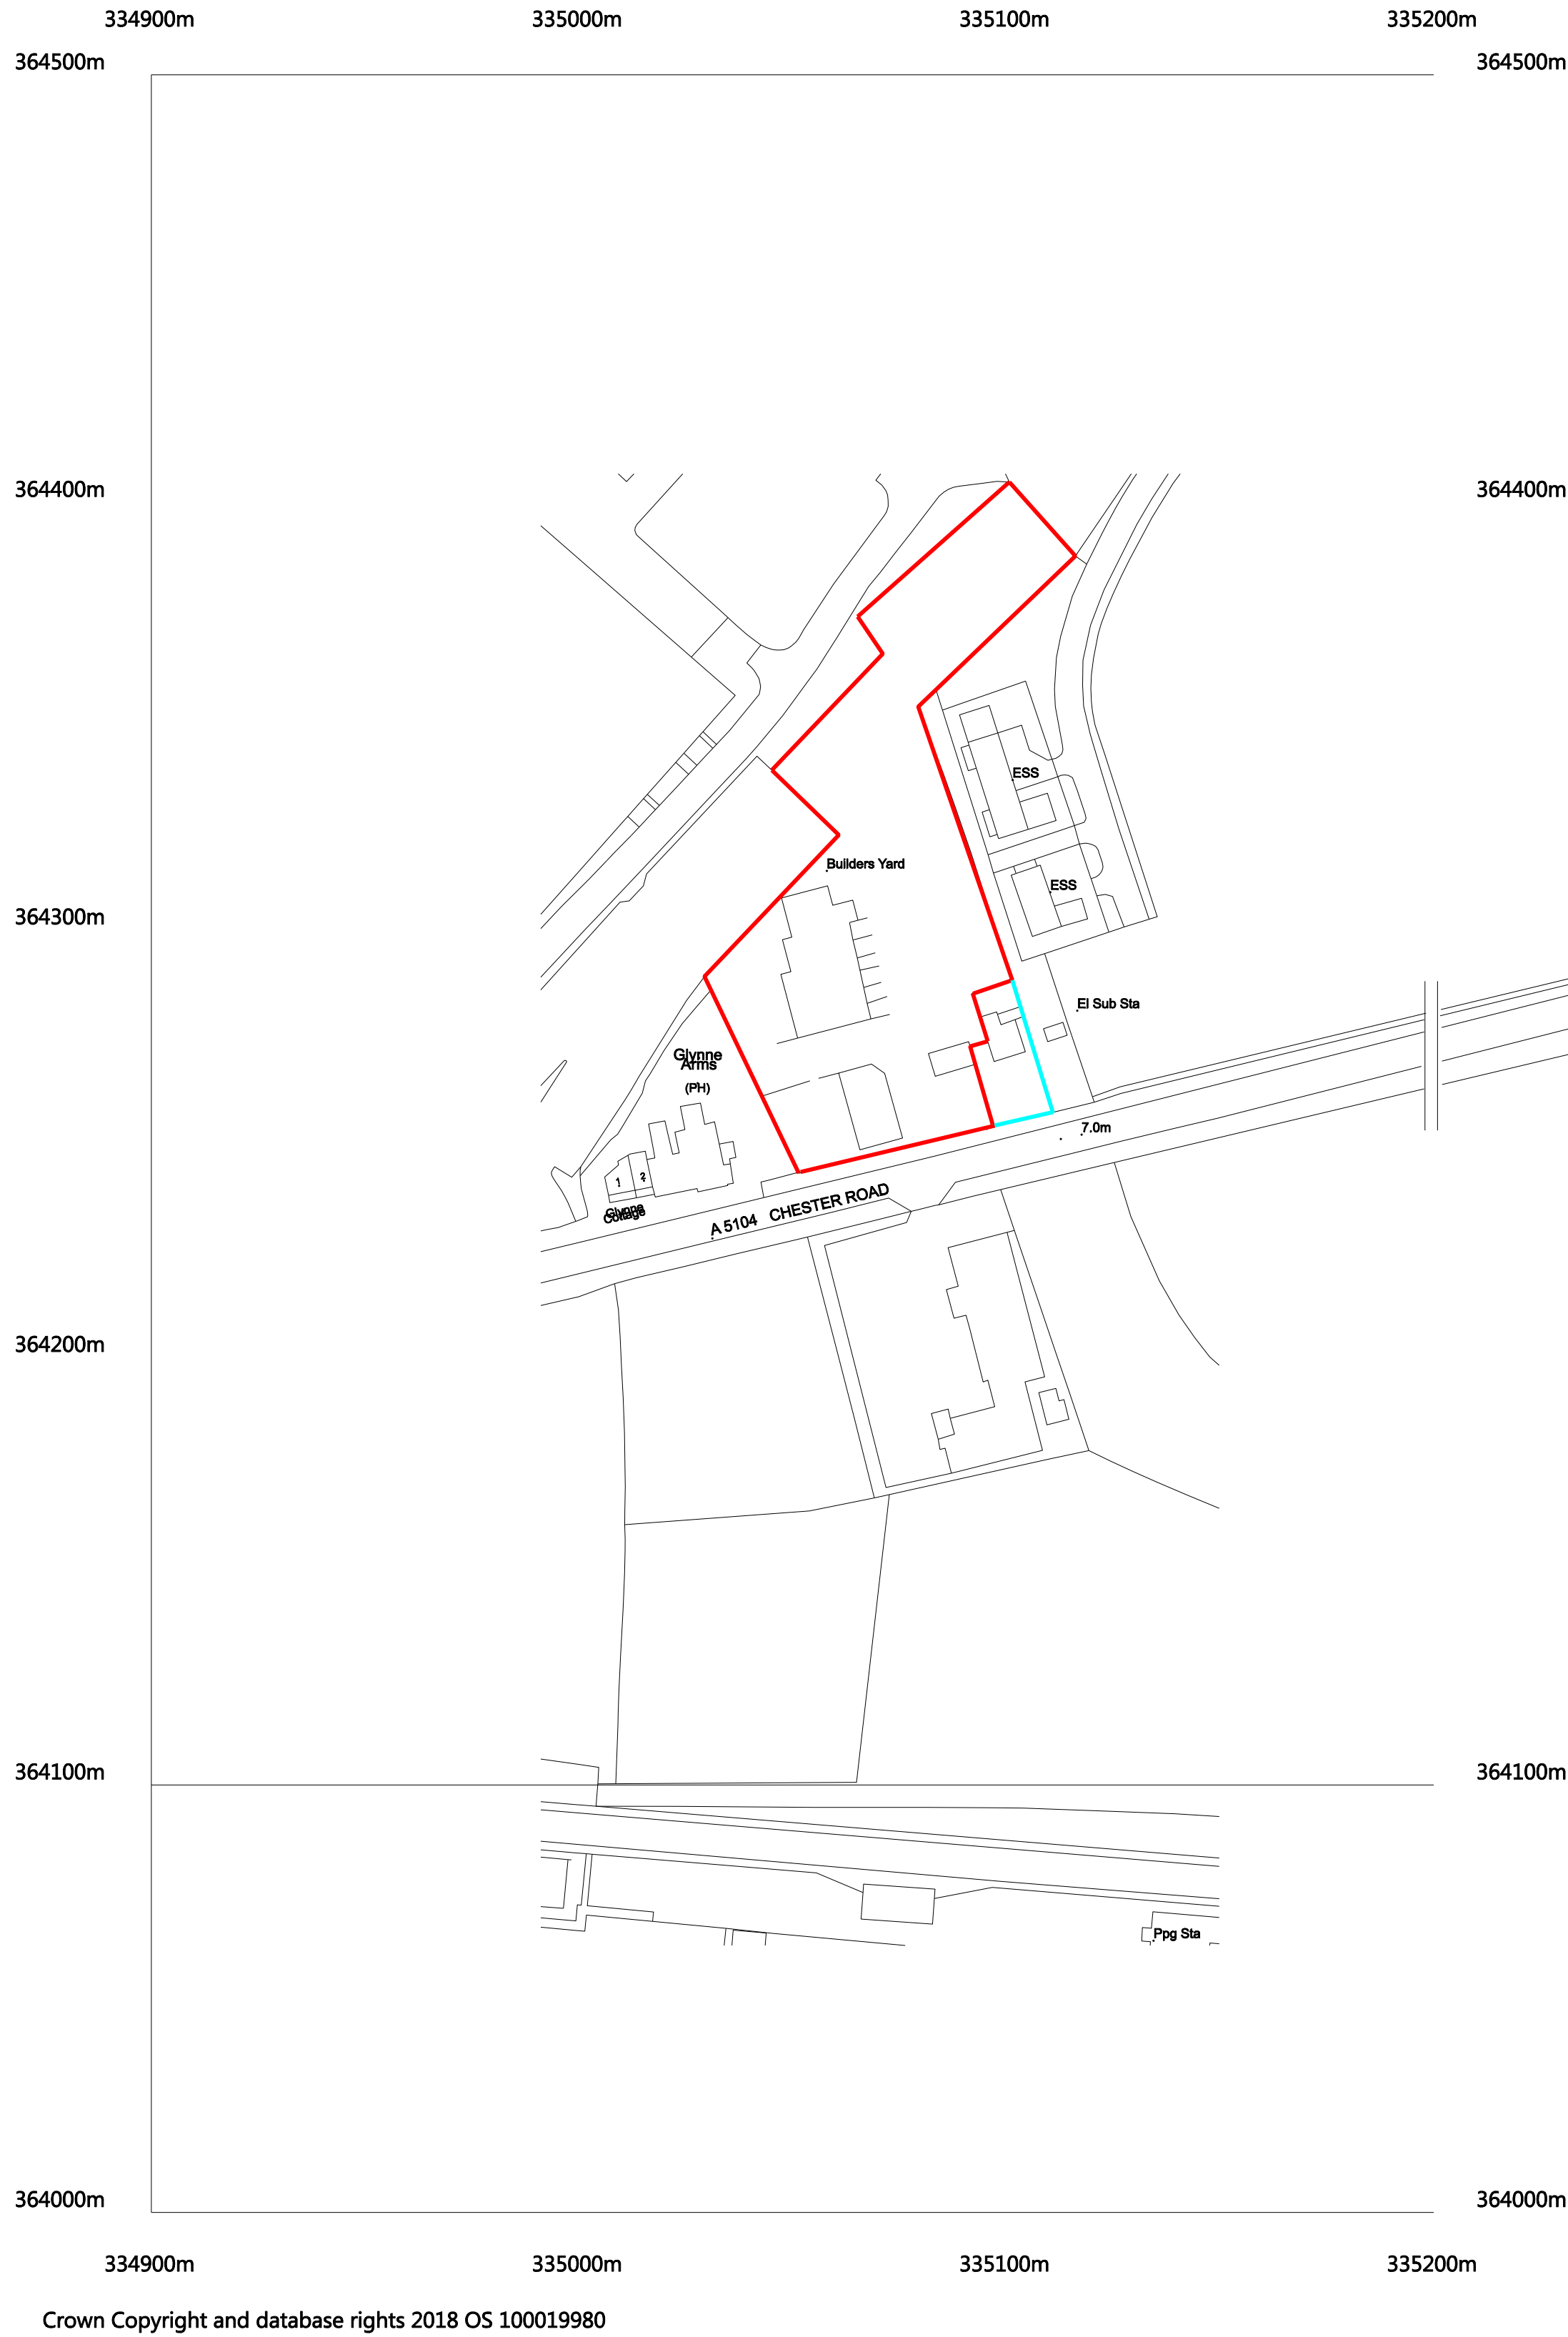 334900m 335000m 335100m 335200m
364500m 364500m
364400m 364400m
ESS
Builders Yard
ESS
364300m
El Sub Sta
Glynne
Arms
(PH)
7.0m
1 2
Glynne
Cottage
A 5104 CHESTER ROAD
364200m
364100m 364100m
Ppg Sta
364000m 364000m
334900m 335000m 335100m 335200m
Crown Copyright and database rights 2018 OS 100019980